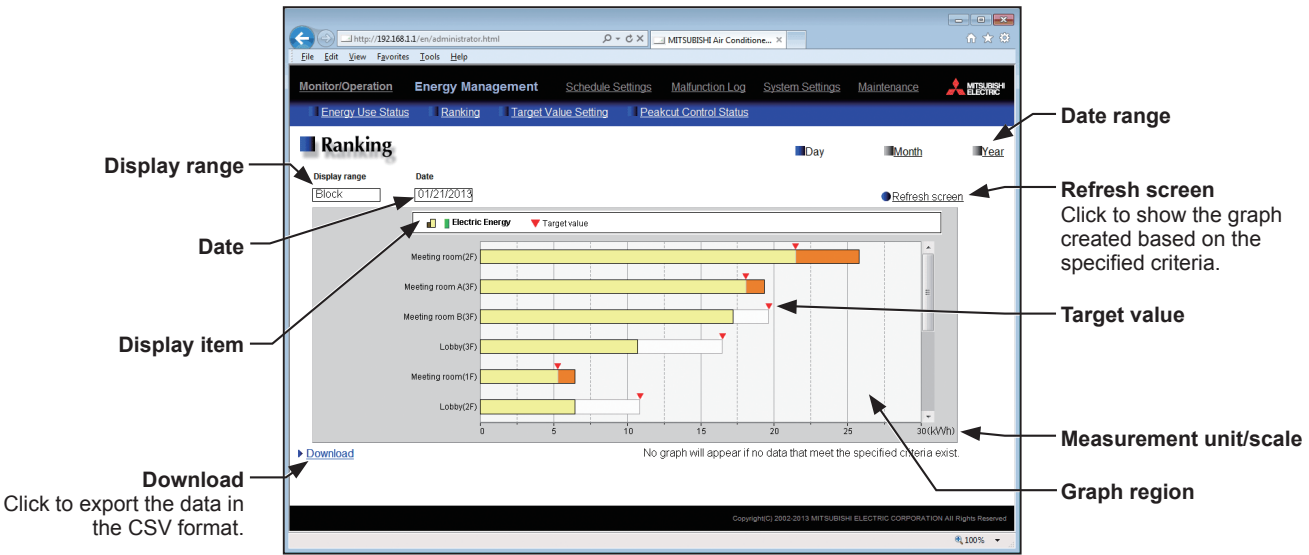 http://192.168.1.1/en/administrator.html
MITSUBISHI Air Conditione...
File Edit View Favorites Tools Help
Monitor/Operation Energy Management Schedule Settings Malfunction Log System Settings Maintenance MITSUBISHI ELECTRIC
Energy Use Status Ranking Target Value Setting Peakcut Control Status
Ranking
Day Month Year
Display range Date
Block 01/21/2013
Refresh screen
Electric Energy Target value
Meeting room(2F)
Meeting room A(3F)
Meeting room B(3F)
Lobby(3F)
Meeting room(1F)
Lobby(2F)
0 5 10 15 20 25 30(kWh)
Download
No graph will appear if no data that meet the specified criteria exist.
Copyright(C) 2002-2013 MITSUBISHI ELECTRIC CORPORATION All Rights Reserved
100%
Display range
Date
Display item
Download
Click to export the data in
the CSV format.
Date range
Refresh screen
Click to show the graph
created based on the
specified criteria.
Target value
Measurement unit/scale
Graph region